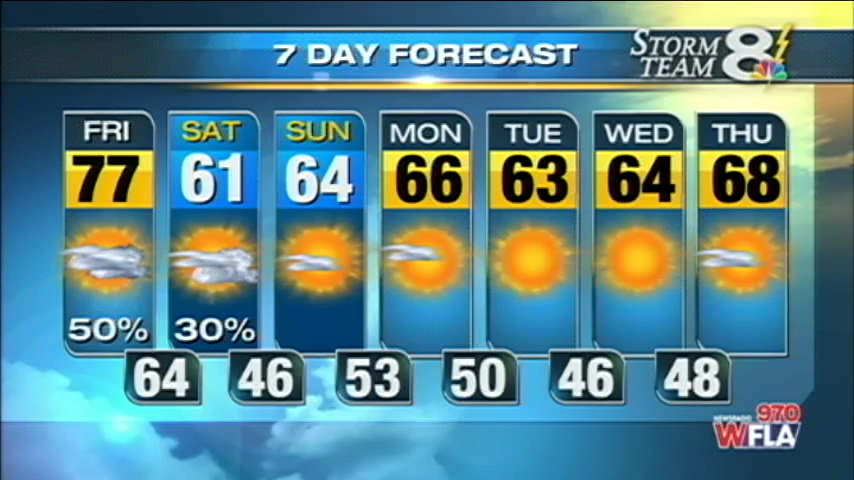 7 DAY FORECAST
STORM
TEAM 8
FRI SAT SUN MON TUE WED THU
77 61 64 66 63 64 68
50% 30%
64 46 53 50 46 48
NEWSRADIO 970
WFLA